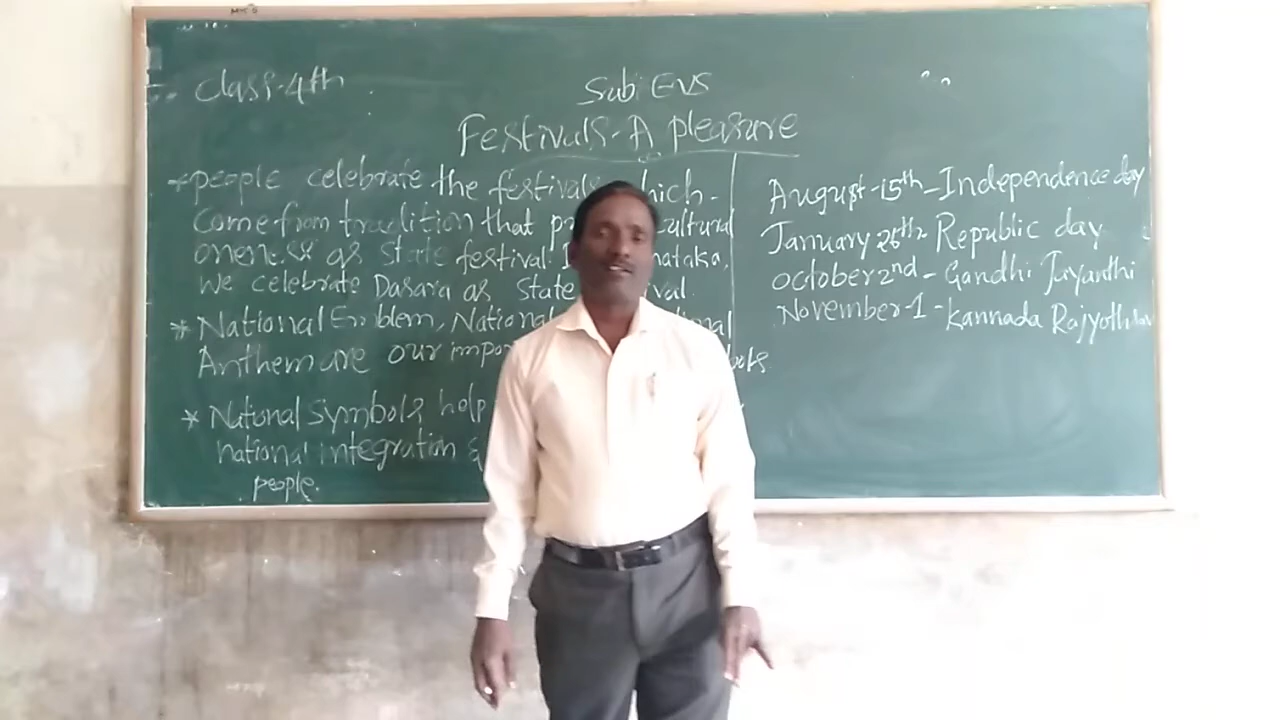 Class-4th
Sub: EVS
Festivals-A pleasure
*people celebrate the festivals which
come from tradition that cultural
oneness as state festival.
We celebrate Dasara as State
* National Emblem, National
Anthem are our
* National Symbols help
national integration &
people.
August-15th-Independence day
January 26th- Republic day
october 2nd - Gandhi Jayanthi
November-1 - Kannada